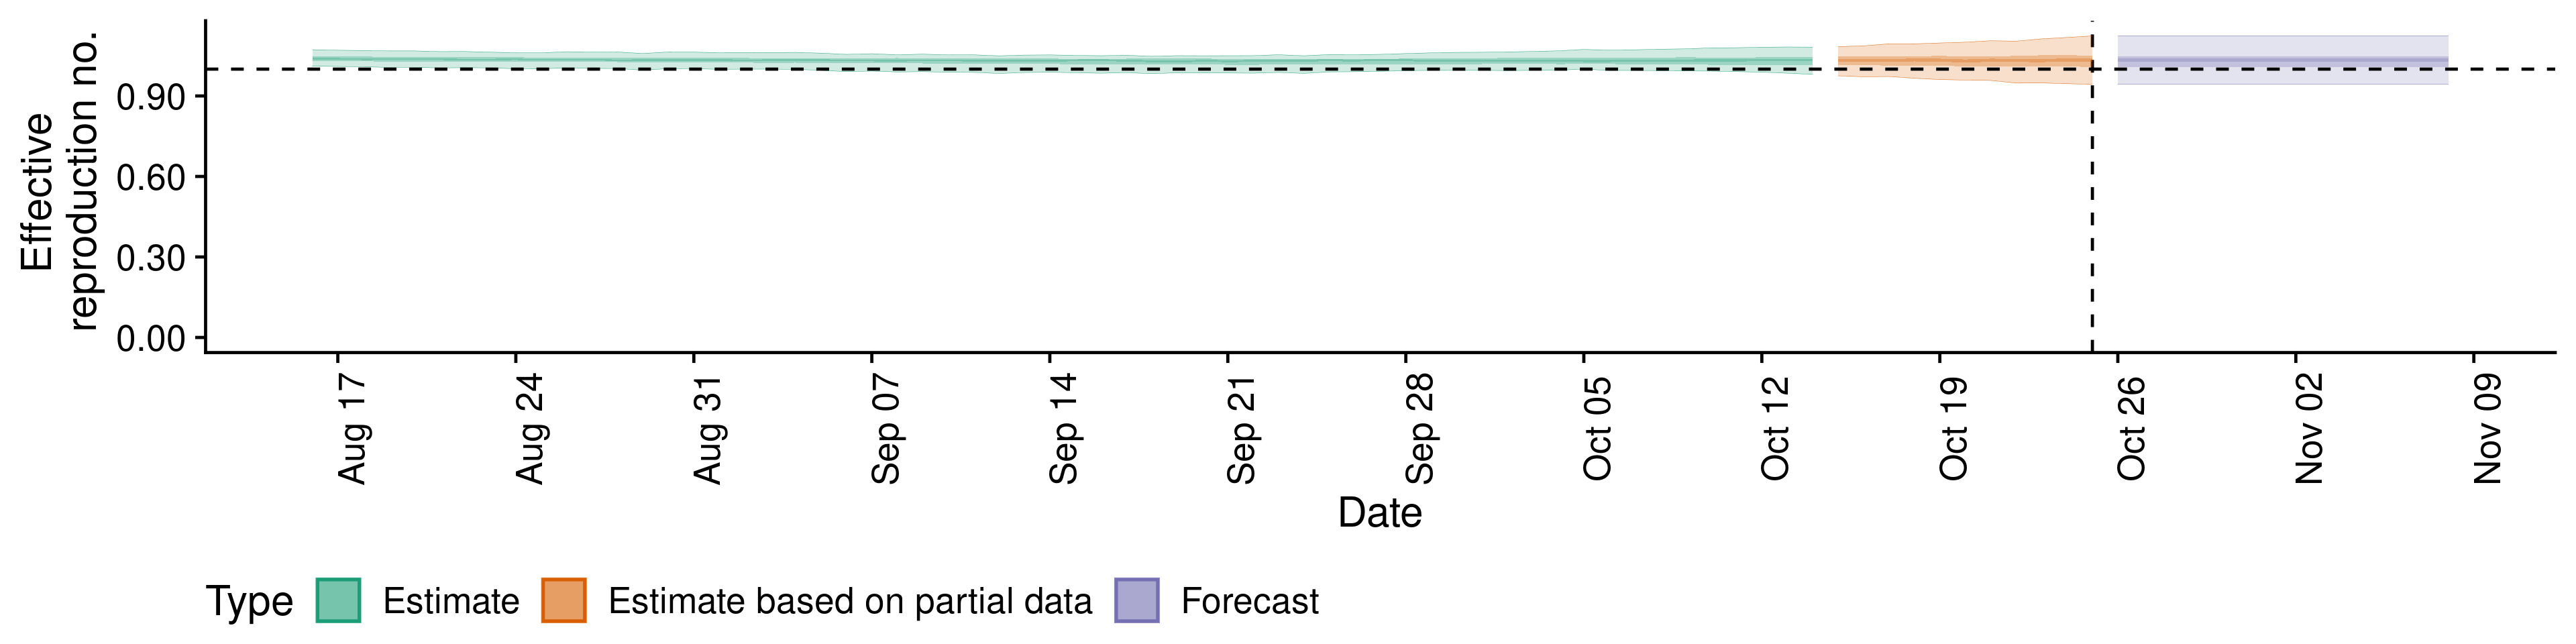 Effective
reproduction no.
0.90
0.60
0.30
0.00
Aug 17
Aug 24
Aug 31
Sep 07
Sep 14
Sep 21
Sep 28
Oct 05
Oct 12
Oct 19
Oct 26
Nov 02
Nov 09
Date
Type Estimate Estimate based on partial data Forecast